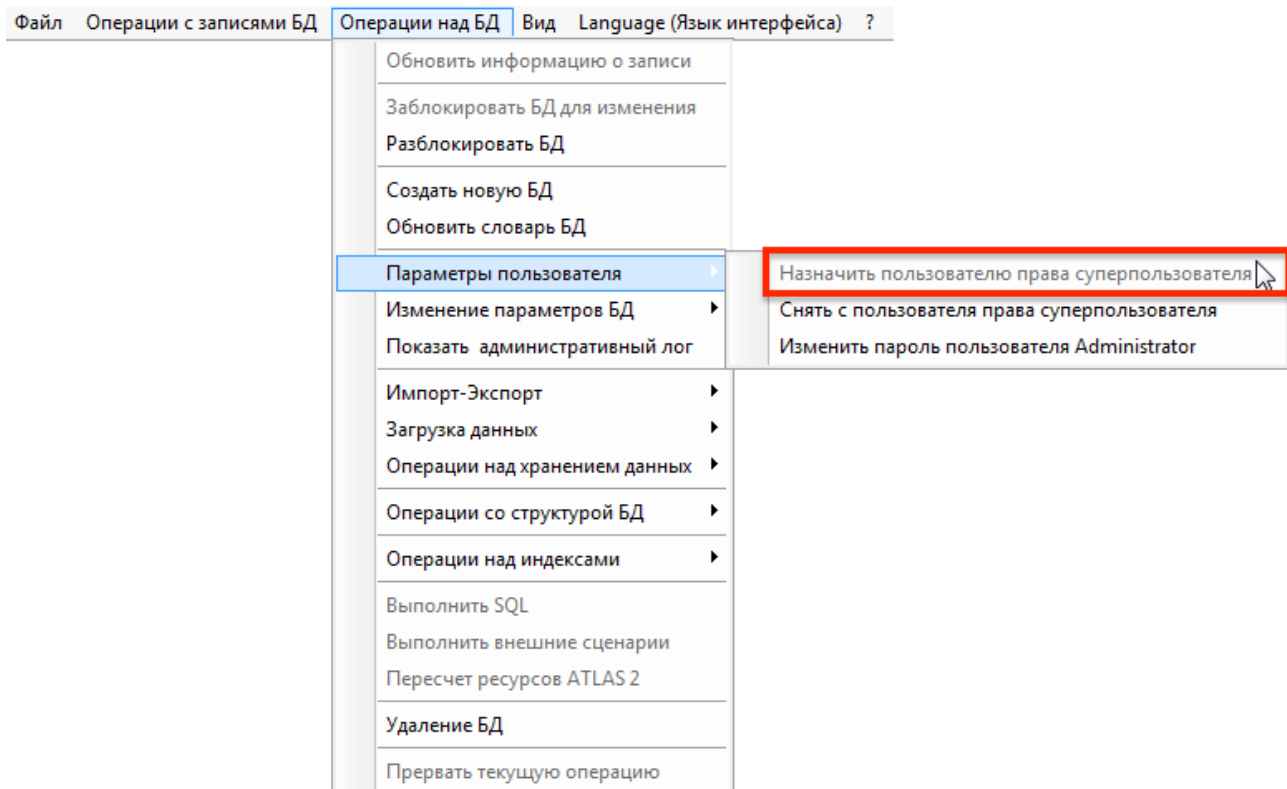 Файл Операции с записями БД Операции над БД Вид Language (Язык интерфейса) ?
Обновить информацию о записи
Заблокировать БД для изменения
Разблокировать БД
Создать новую БД
Обновить словарь БД
Параметры пользователя
Назначить пользователю права суперпользователя
Изменение параметров БД
Снять с пользователя права суперпользователя
Показать административный лог
Изменить пароль пользователя Administrator
Импорт-Экспорт
Загрузка данных
Операции над хранением данных
Операции со структурой БД
Операции над индексами
Выполнить SQL
Выполнить внешние сценарии
Пересчет ресурсов ATLAS 2
Удаление БД
Прервать текущую операцию